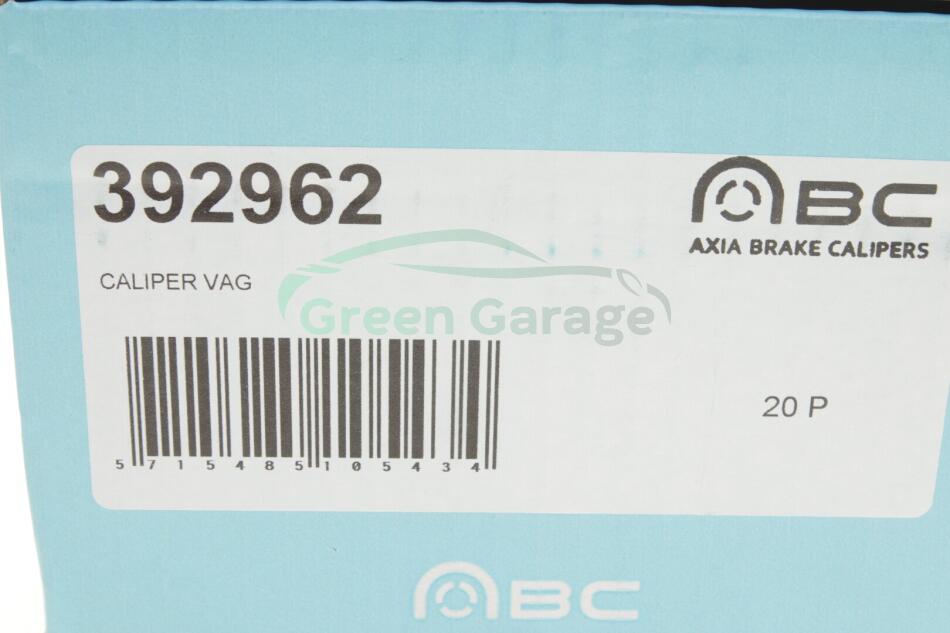 392962
ABC
AXIA BRAKE CALIPERS
CALIPER VAG
Green Garage
20 P
5 715485 105434
ABC